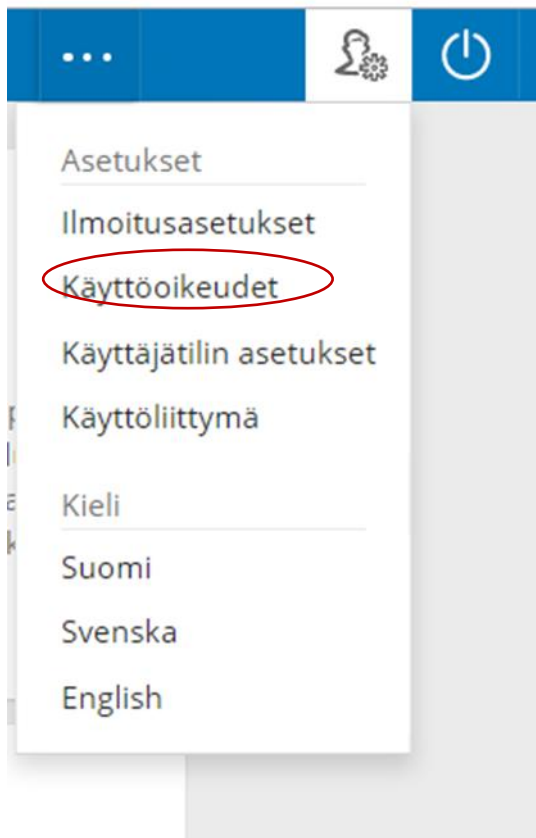 Asetukset
Ilmoitusasetukset
Käyttöoikeudet
Käyttäjätilin asetukset
Käyttöliittymä
Kieli
Suomi
Svenska
English